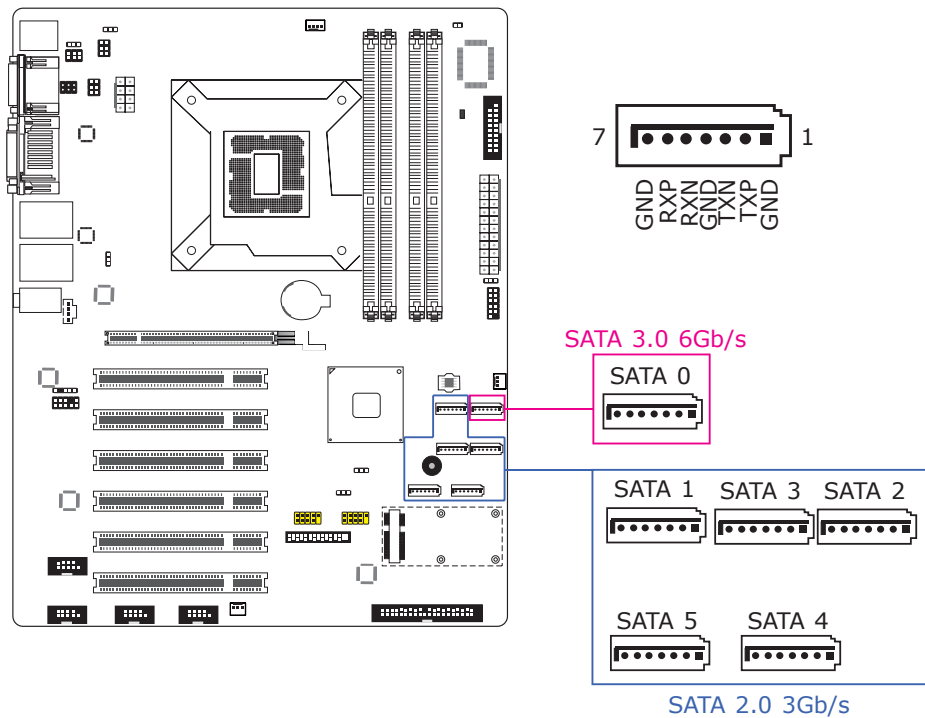 7 1
GND
RXP
RXN
GND
TXN
TXP
GND
SATA 3.0 6Gb/s
SATA 0
SATA 1 SATA 3 SATA 2
SATA 5 SATA 4
SATA 2.0 3Gb/s